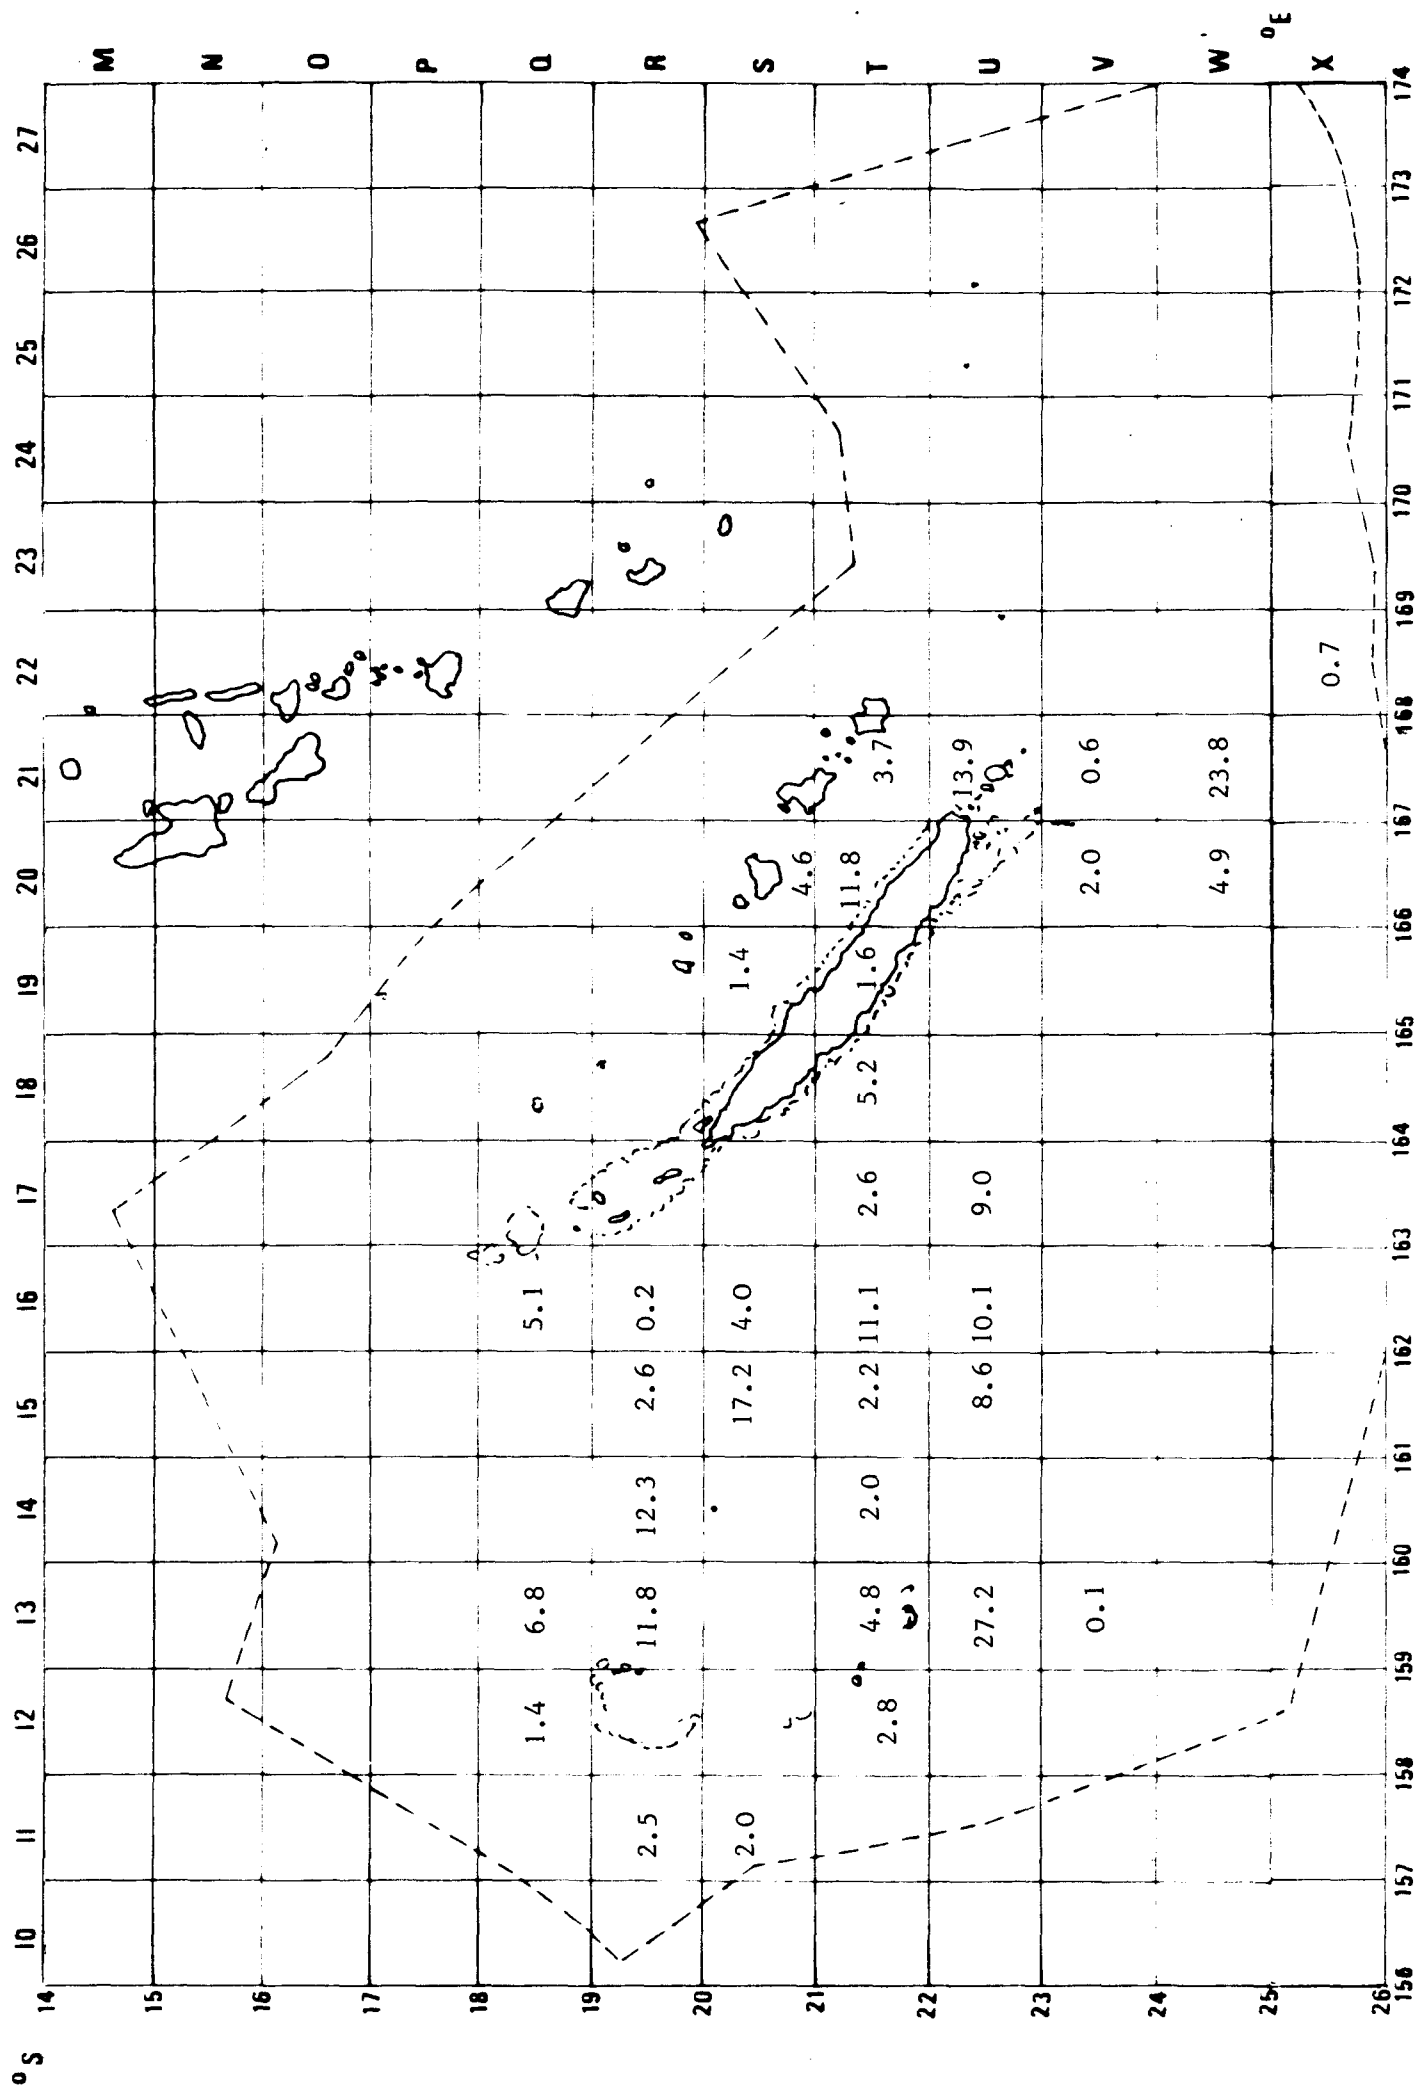 °S
10 11 12 13 14 15 16 17 18 19 20 21 22 23 24 25 26 27
14
M
15
N
16
O
17
P
18
1.4 6.8 5.1 Q
19
2.5 11.8 12.3 2.6 0.2 R
20
2.0 17.2 4.0 1.4 4.6 S
21
2.8 4.8 2.0 2.2 11.1 2.6 5.2 1.6 11.8 3.7 T
22
27.2 8.6 10.1 9.0 13.9 U
23
0.1 2.0 0.6 V
24
4.9 23.8 W
25
°E
0.7 X
26
156 157 158 159 160 161 162 163 164 165 166 167 168 169 170 171 172 173 174